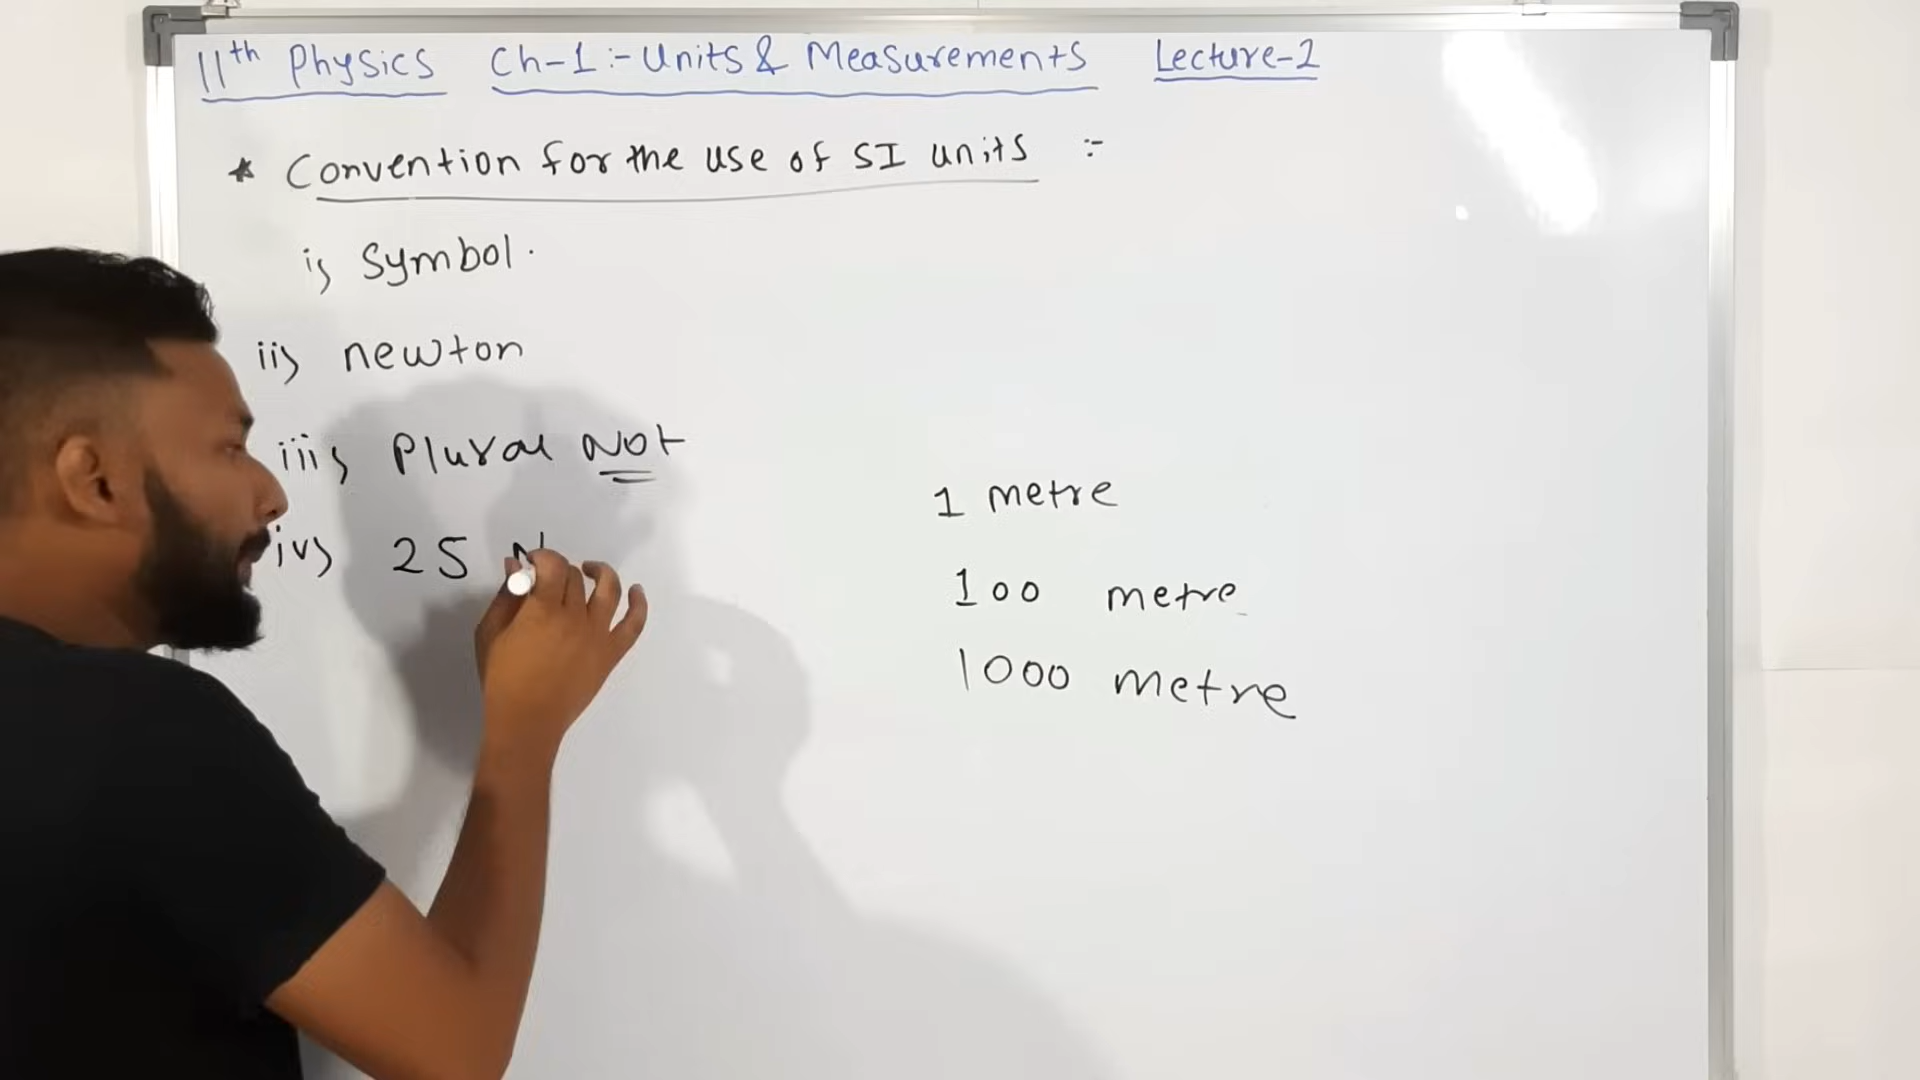 11th Physics Ch-1:- Units & Measurements Lecture-2
* Convention for the use of SI units :-
i) Symbol.
ii) newton
iii) Plural Not
iv) 25 N
1 metre
100 metre
1000 metre